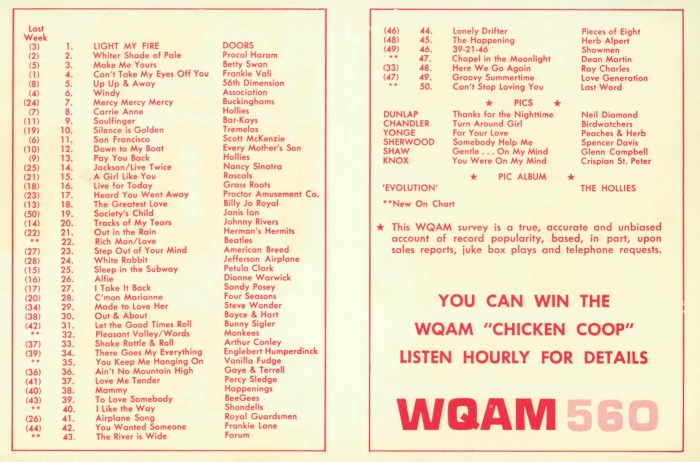 Last
Week
(3) 1. LIGHT MY FIRE DOORS
(2) 2. Whiter Shade of Pale Procol Haram
(5) 3. Make Me Yours Betty Swan
(1) 4. Can't Take My Eyes Off You Frankie Vali
(8) 5. Up Up & Away 56th Dimension
(4) 6. Windy Association
(24) 7. Mercy Mercy Mercy Buckinghams
(7) 8. Carrie Anne Hollies
(11) 9. Soulfinger Bar-Kays
(19) 10. Silence is Golden Tremelos
(6) 11. San Francisco Scott McKenzie
(10) 12. Down to My Boat Every Mother's Son
(9) 13. Pay You Back Hollies
(25) 14. Jackson/Live Twice Nancy Sinatra
(21) 15. A Girl Like You Rascals
(18) 16. Live for Today Grass Roots
(23) 17. Heard You Went Away Proctor Amusement Co.
(13) 18. The Greatest Love Billy Jo Royal
(50) 19. Society's Child Janis Ian
(14) 20. Tracks of My Tears Johnny Rivers
(22) 21. Out in the Rain Herman's Hermits
** 22. Rich Man/Love Beatles
(27) 23. Step Out of Your Mind American Breed
(28) 24. White Rabbit Jefferson Airplane
(15) 25. Sleep in the Subway Petula Clark
(16) 26. Alfie Dionne Warwick
(17) 27. I Take It Back Sandy Posey
(20) 28. C'mon Marianne Four Seasons
(34) 29. Made to Love Her Steve Wonder
(38) 30. Out & About Boyce & Hart
(42) 31. Let the Good Times Roll Bunny Sigler
** 32. Pleasant Valley/Words Monkees
(37) 33. Shake Rattle & Roll Arthur Conley
(39) 34. There Goes My Everything Englebert Humperdinck
** 35. You Keep Me Hanging On Vanilla Fudge
(36) 36. Ain't No Mountain High Gaye & Terrell
(41) 37. Love Me Tender Percy Sledge
(40) 38. Mammy Happenings
(43) 39. To Love Somebody BeeGees
** 40. I Like the Way Shandells
(26) 41. Airplane Song Royal Guardsmen
(44) 42. You Wanted Someone Frankie Lane
** 43. The River is Wide Forum
(46) 44. Lonely Drifter Pieces of Eight
(48) 45. The Happening Herb Alpert
(49) 46. 39-21-46 Showmen
** 47. Chapel in the Moonlight Dean Martin
(33) 48. Here We Go Again Ray Charles
(47) 49. Groovy Summertime Love Generation
** 50. Can't Stop Loving You Last Word
★ PICS ★
DUNLAP Thanks for the Nighttime Neil Diamond
CHANDLER Turn Around Girl Birdwatchers
YONGE For Your Love Peaches & Herb
SHERWOOD Somebody Help Me Spencer Davis
SHAW Gentle . . . On My Mind Glenn Campbell
KNOX You Were On My Mind Crispian St. Peter
★ PIC ALBUM ★
'EVOLUTION' THE HOLLIES
**New On Chart
★ This WQAM survey is a true, accurate and unbiased
account of record popularity, based, in part, upon
sales reports, juke box plays and telephone requests.
YOU CAN WIN THE
WQAM "CHICKEN COOP"
LISTEN HOURLY FOR DETAILS
WQAM 560